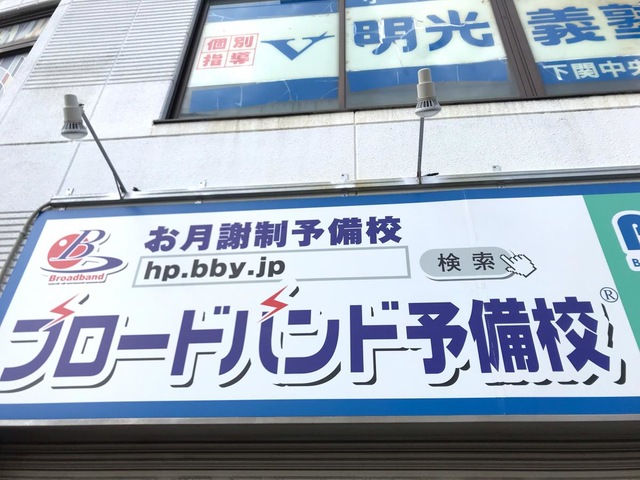 個別
指導
明光義塾
下関中央
Broadband
お月謝制予備校
hp.bby.jp
検索
ブロードバンド予備校®